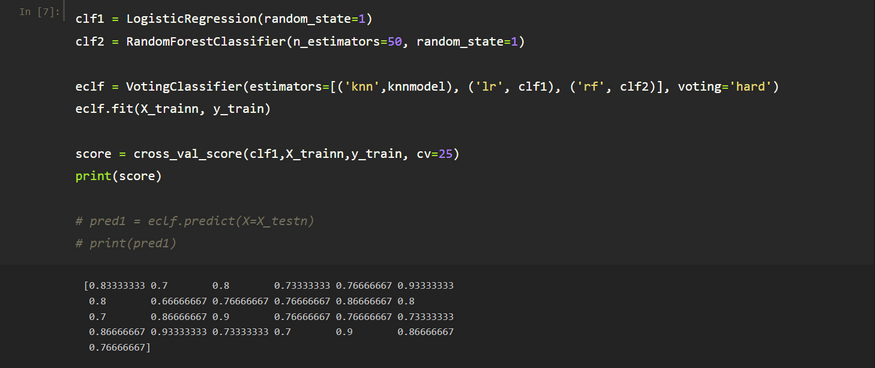 In [7]:
clf1 = LogisticRegression(random_state=1)
clf2 = RandomForestClassifier(n_estimators=50, random_state=1)
eclf = VotingClassifier(estimators=[('knn',knnmodel), ('lr', clf1), ('rf', clf2)], voting='hard')
eclf.fit(X_trainn, y_train)
score = cross_val_score(clf1,X_trainn,y_train, cv=25)
print(score)
# pred1 = eclf.predict(X=X_testn)
# print(pred1)
[0.83333333 0.7 0.8 0.73333333 0.76666667 0.93333333
0.8 0.66666667 0.76666667 0.76666667 0.86666667 0.8
0.7 0.86666667 0.9 0.76666667 0.76666667 0.73333333
0.86666667 0.93333333 0.73333333 0.7 0.9 0.86666667
0.76666667]